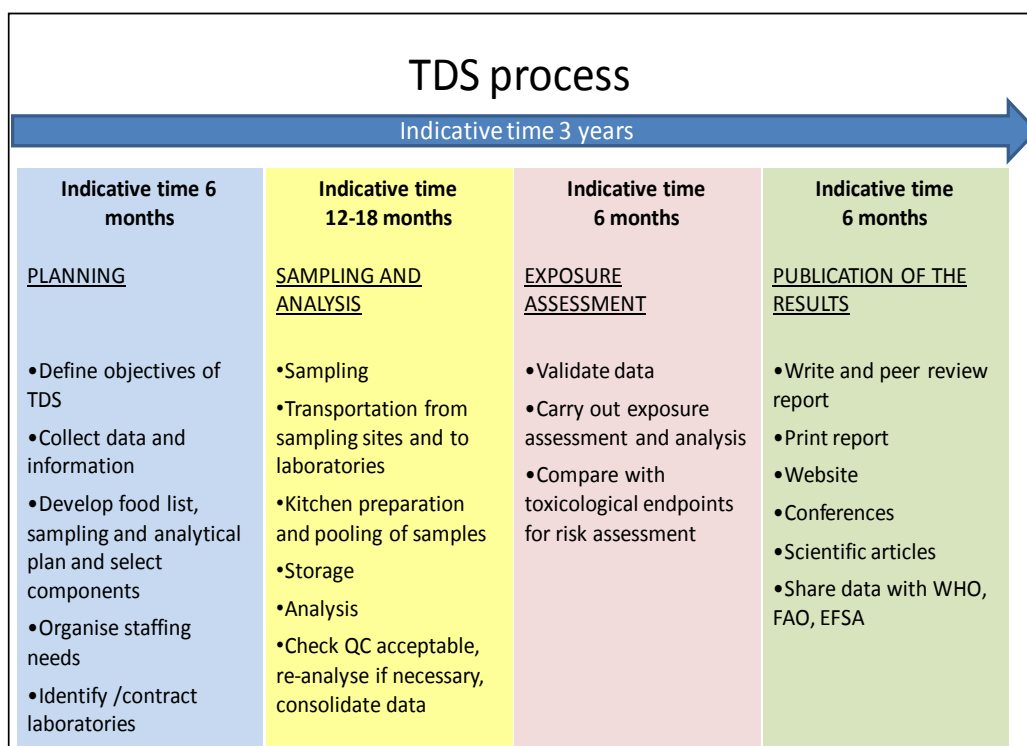 TDS process
Indicative time 3 years
Indicative time 6
months
PLANNING
•Define objectives of
TDS
•Collect data and
information
•Develop food list,
sampling and analytical
plan and select
components
•Organise staffing
needs
•Identify /contract
laboratories
Indicative time
12-18 months
SAMPLING AND
ANALYSIS
•Sampling
•Transportation from
sampling sites and to
laboratories
•Kitchen preparation
and pooling of samples
•Storage
•Analysis
•Check QC acceptable,
re-analyse if necessary,
consolidate data
Indicative time
6 months
EXPOSURE
ASSESSMENT
•Validate data
•Carry out exposure
assessment and analysis
•Compare with
toxicological endpoints
for risk assessment
Indicative time
6 months
PUBLICATION OF THE
RESULTS
•Write and peer review
report
•Print report
•Website
•Conferences
•Scientific articles
•Share data with WHO,
FAO, EFSA